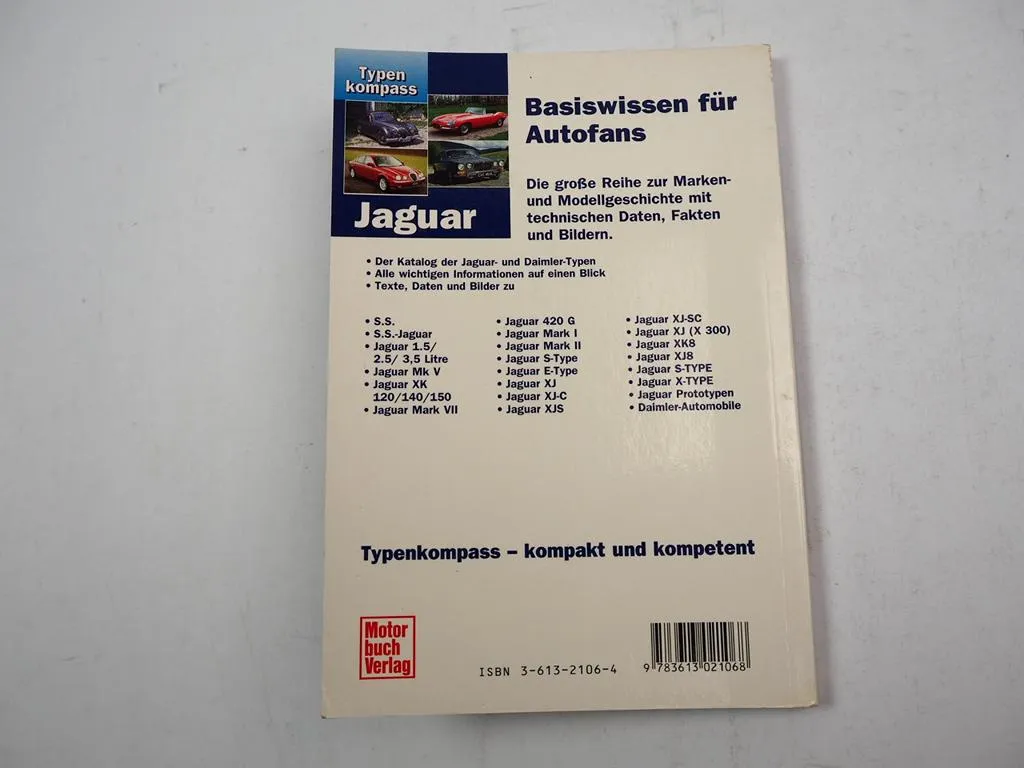 Typen
kompass
Jaguar
Basiswissen für
Autofans
Die große Reihe zur Marken-
und Modellgeschichte mit
technischen Daten, Fakten
und Bildern.
• Der Katalog der Jaguar- und Daimler-Typen
• Alle wichtigen Informationen auf einen Blick
• Texte, Daten und Bilder zu
• S.S.
• S.S.-Jaguar
• Jaguar 1.5/
2.5/ 3,5 Litre
• Jaguar Mk V
• Jaguar XK
120/140/150
• Jaguar Mark VII
• Jaguar 420 G
• Jaguar Mark I
• Jaguar Mark II
• Jaguar S-Type
• Jaguar E-Type
• Jaguar XJ
• Jaguar XJ-C
• Jaguar XJS
• Jaguar XJ-SC
• Jaguar XJ (X 300)
• Jaguar XK8
• Jaguar XJ8
• Jaguar S-TYPE
• Jaguar X-TYPE
• Jaguar Prototypen
• Daimler-Automobile
Typenkompass – kompakt und kompetent
Motor
buch
Verlag
ISBN 3-613-2106-4
9 783613 021068